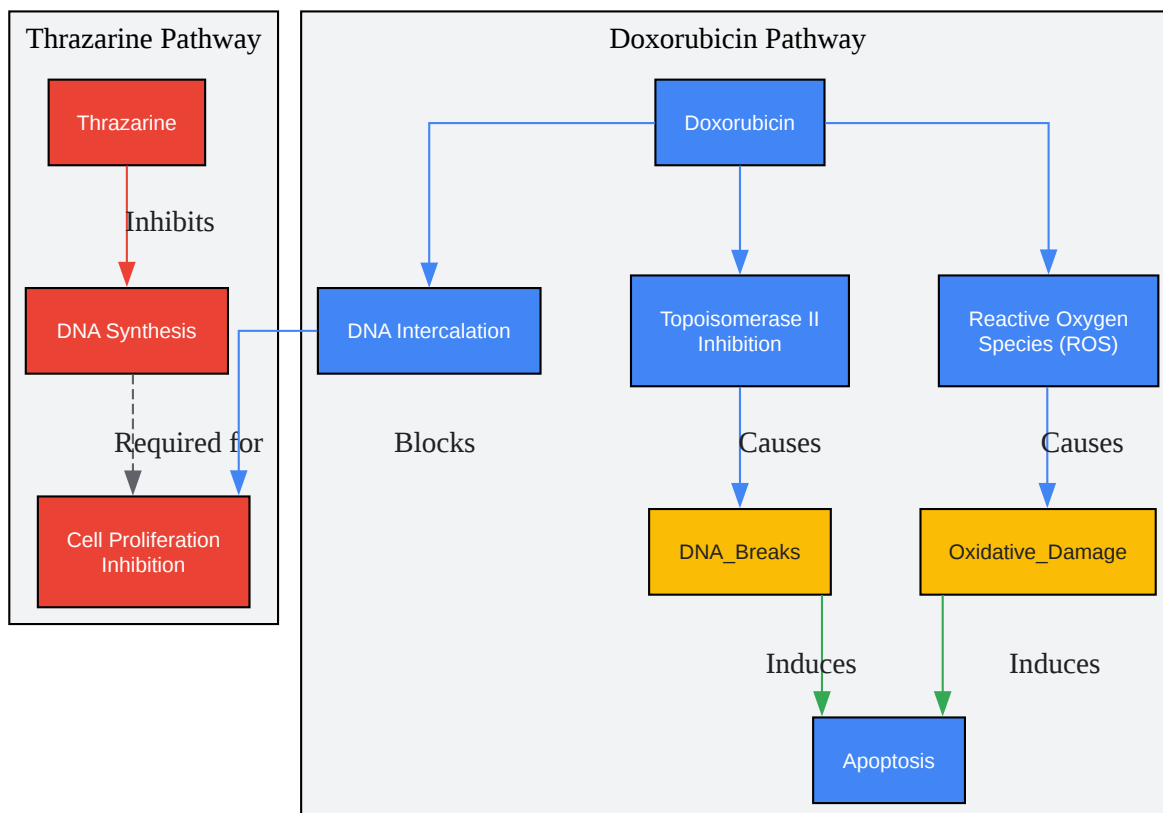 Thrazarine Pathway
Doxorubicin Pathway
Thrazarine
Doxorubicin
Inhibits
DNA Synthesis
DNA Intercalation
Topoisomerase II
Inhibition
Reactive Oxygen
Species (ROS)
Required for
Blocks
Causes
Causes
Cell Proliferation
Inhibition
DNA_Breaks
Oxidative_Damage
Induces
Induces
Apoptosis